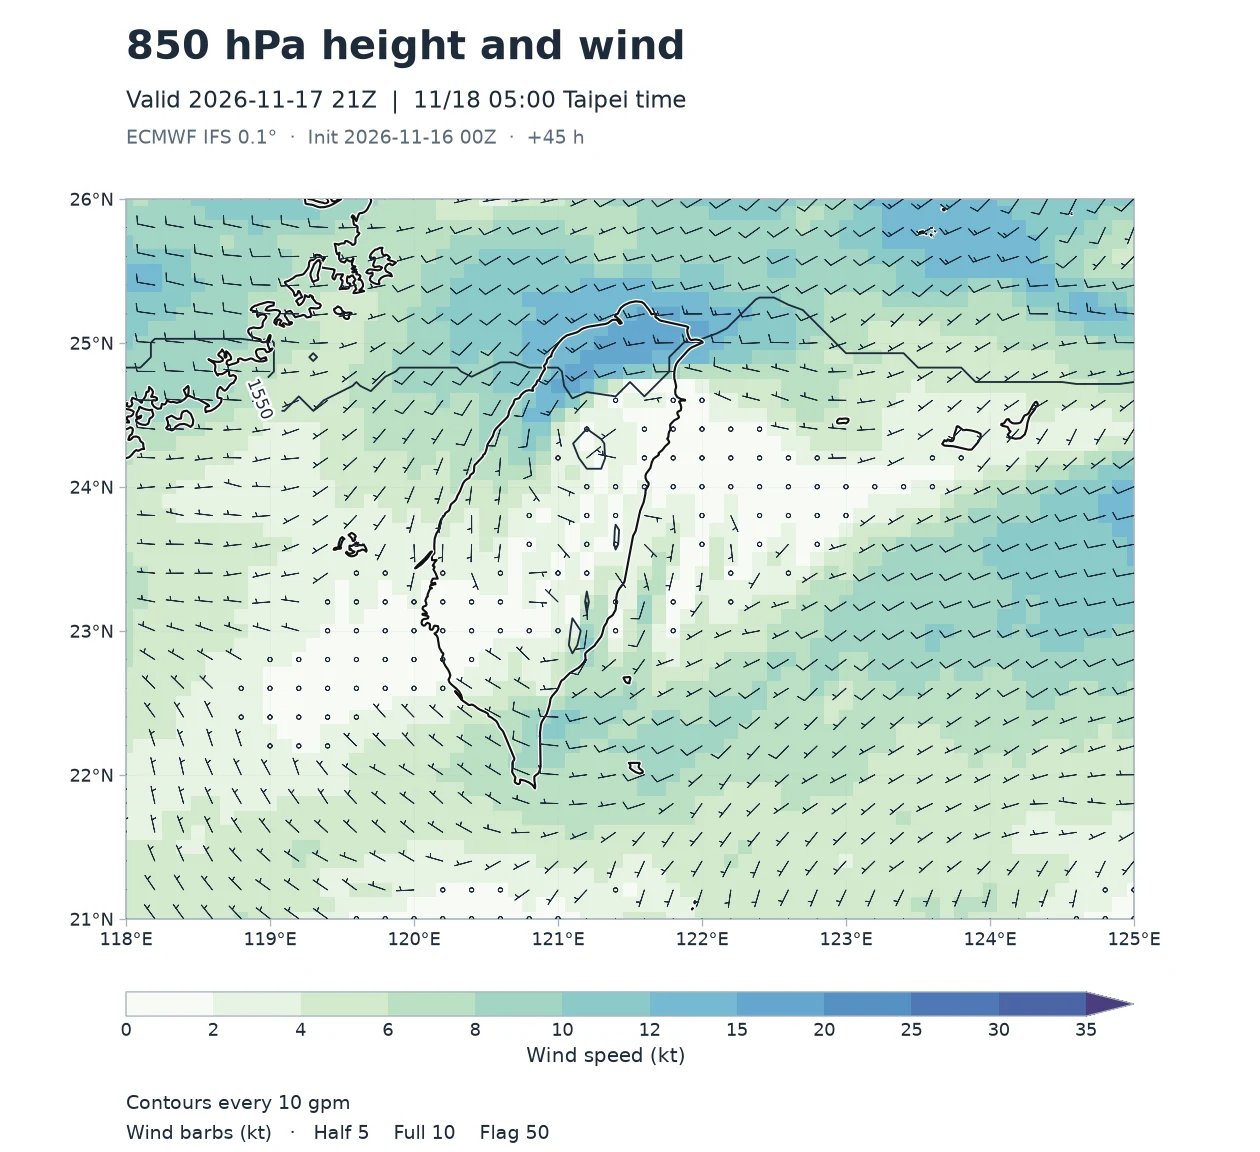 850 hPa height and wind
Valid 2026-11-17 21Z | 11/18 05:00 Taipei time
ECMWF IFS 0.1° · Init 2026-11-16 00Z · +45 h
26°N
25°N
24°N
23°N
22°N
21°N
1550
118°E 119°E 120°E 121°E 122°E 123°E 124°E 125°E
0 2 4 6 8 10 12 15 20 25 30 35
Wind speed (kt)
Contours every 10 gpm
Wind barbs (kt) · Half 5 Full 10 Flag 50